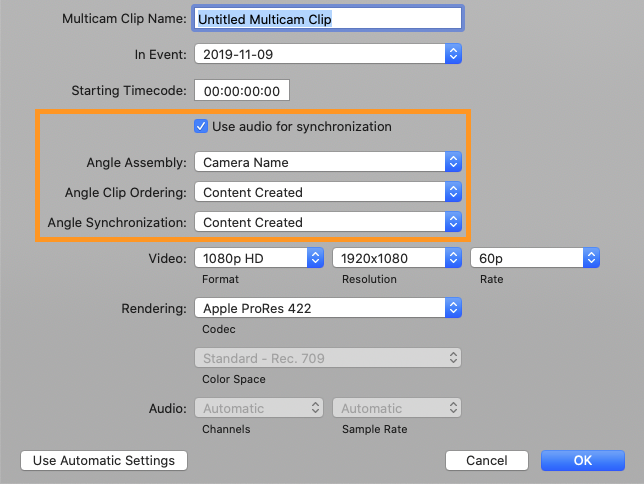 Multicam Clip Name: Untitled Multicam Clip
In Event: 2019-11-09
Starting Timecode: 00:00:00:00
Use audio for synchronization
Angle Assembly: Camera Name
Angle Clip Ordering: Content Created
Angle Synchronization: Content Created
Video: 1080p HD 1920x1080 60p
Format Resolution Rate
Rendering: Apple ProRes 422
Codec
Standard - Rec. 709
Color Space
Audio: Automatic Automatic
Channels Sample Rate
Use Automatic Settings Cancel OK